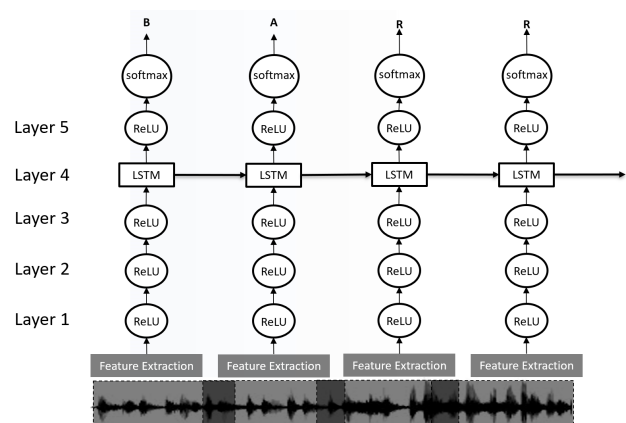 B A R R
softmax softmax softmax softmax
Layer 5 ReLU ReLU ReLU ReLU
Layer 4 LSTM LSTM LSTM LSTM
Layer 3 ReLU ReLU ReLU ReLU
Layer 2 ReLU ReLU ReLU ReLU
Layer 1 ReLU ReLU ReLU ReLU
Feature Extraction Feature Extraction Feature Extraction Feature Extraction